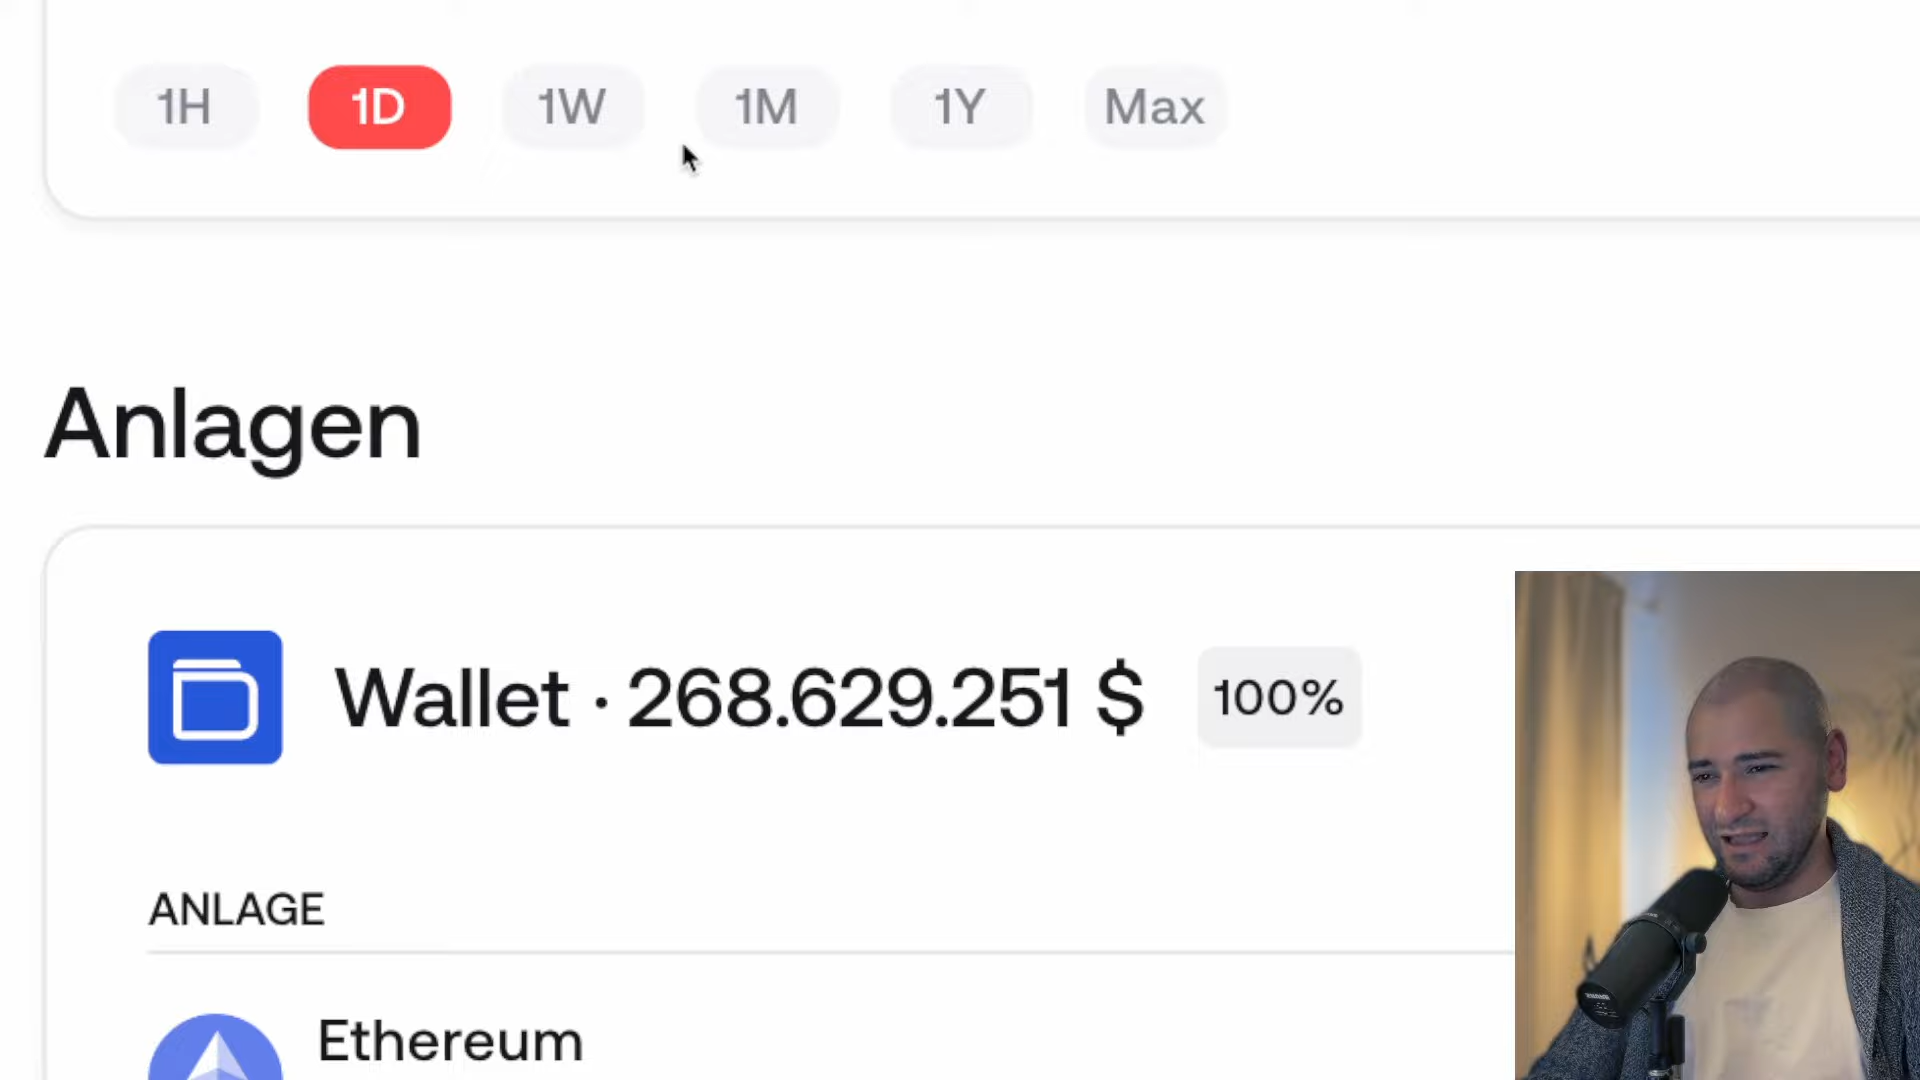 1H 1D 1W 1M 1Y Max
Anlagen
Wallet · 268.629.251 $ 100%
ANLAGE
Ethereum